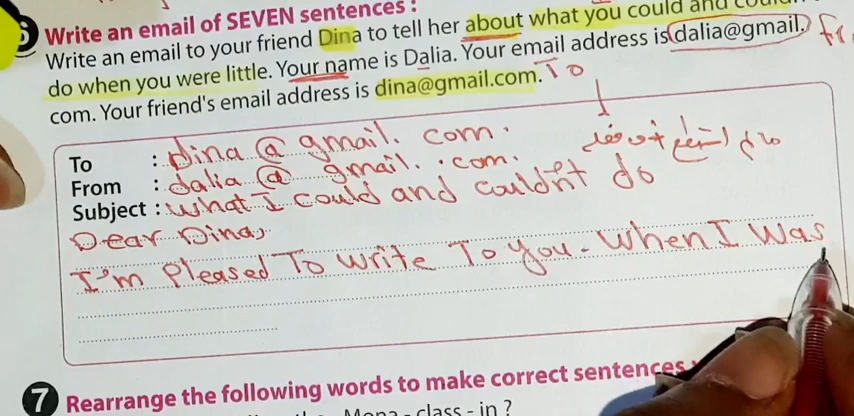 6 Write an email of SEVEN sentences:
Write an email to your friend Dina to tell her about what you could and
do when you were little. Your name is Dalia. Your email address is dalia@gmail.
com. Your friend's email address is dina@gmail.com. To
To : dina @ gmail. com.
From : dalia @ gmail. .com.
Subject : What I could and couldn't do
Dear Dina,
I'm Pleased To write To you. When I was
7 Rearrange the following words to make correct sentences
- class - in ?